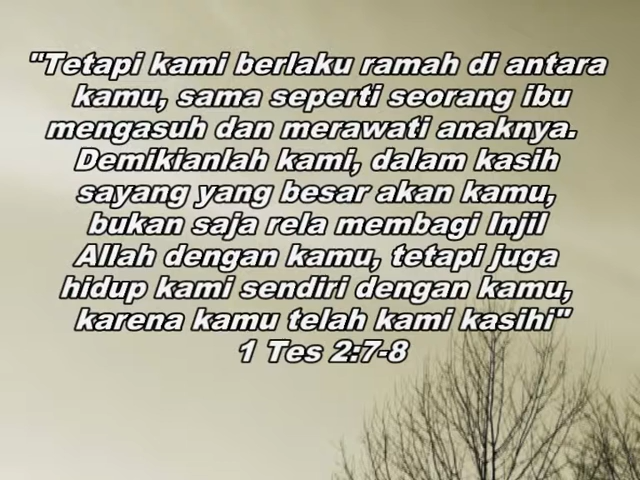 "Tetapi kami berlaku ramah di antara
kamu, sama seperti seorang ibu
mengasuh dan merawati anaknya.
Demikianlah kami, dalam kasih
sayang yang besar akan kamu,
bukan saja rela membagi Injil
Allah dengan kamu, tetapi juga
hidup kami sendiri dengan kamu,
karena kamu telah kami kasihi"
1 Tes 2:7-8